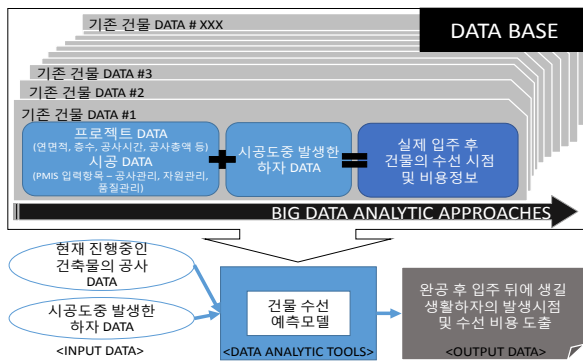 기존 건물 DATA # XXX
DATA BASE
기존 건물 DATA #3
기존 건물 DATA #2
기존 건물 DATA #1
프로젝트 DATA
(연면적, 층수, 공사시간, 공사총액 등)
시공 DATA
(PMIS 입력항목 – 공사관리, 자원관리,
품질관리)
+
시공도중 발생한
하자 DATA
=
실제 입주 후
건물의 수선 시점
및 비용정보
BIG DATA ANALYTIC APPROACHES
현재 진행중인
건축물의 공사
DATA
시공도중 발생한
하자 DATA
<INPUT DATA>
건물 수선
예측모델
<DATA ANALYTIC TOOLS>
완공 후 입주 뒤에 생길
생활하자의 발생시점
및 수선 비용 도출
<OUTPUT DATA>